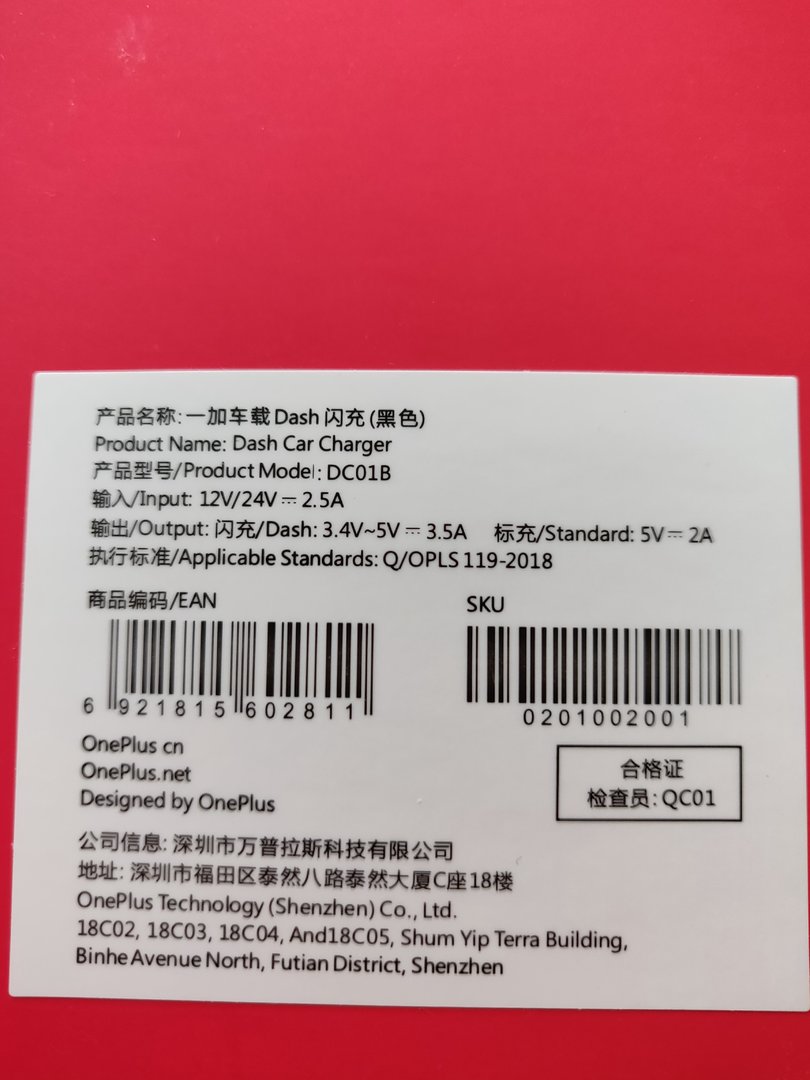 产品名称: 一加车载Dash 闪充 (黑色)
Product Name: Dash Car Charger
产品型号/Product Model: DC01B
输入/Input: 12V/24V ⎓ 2.5A
输出/Output: 闪充/Dash: 3.4V~5V ⎓ 3.5A 标充/Standard: 5V ⎓ 2A
执行标准/Applicable Standards: Q/OPLS 119-2018
商品编码/EAN
SKU
6 921815 602811
0201002001
OnePlus cn
OnePlus.net
Designed by OnePlus
合格证
检查员: QC01
公司信息: 深圳市万普拉斯科技有限公司
地址: 深圳市福田区泰然八路泰然大厦C座18楼
OnePlus Technology (Shenzhen) Co., Ltd.
18C02, 18C03, 18C04, And18C05, Shum Yip Terra Building,
Binhe Avenue North, Futian District, Shenzhen